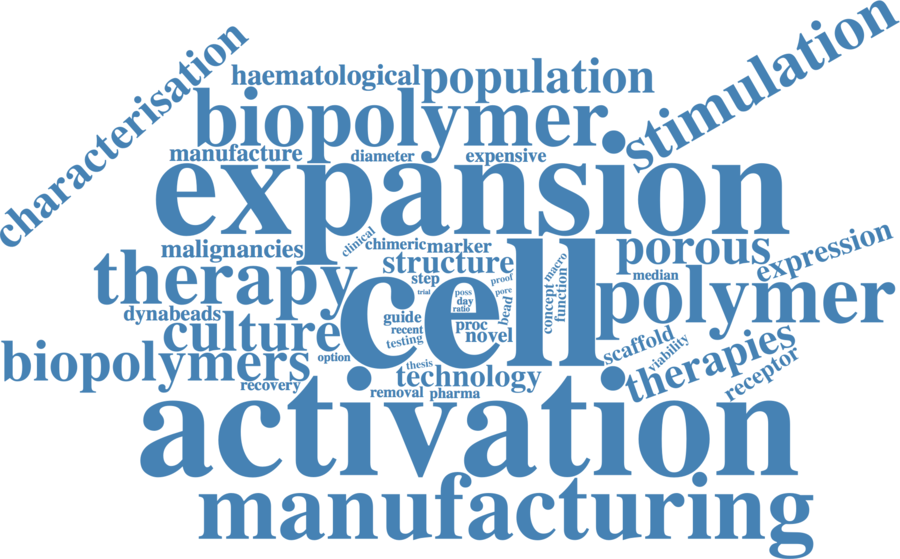 characterisation
haematological
population
stimulation
biopolymer
manufacture
diameter
expensive
expansion
malignancies
clinical
chimeric
marker
porous
expression
therapy
structure
step
proof
macro
median
trial
poss
pore
cell
polymer
dynabeads
day
ratio
bead
concept
function
culture
guide
recent
testing
proc
novel
scaffold
viability
therapies
receptor
biopolymers
option
thesis
recovery
technology
removal
pharma
activation
manufacturing